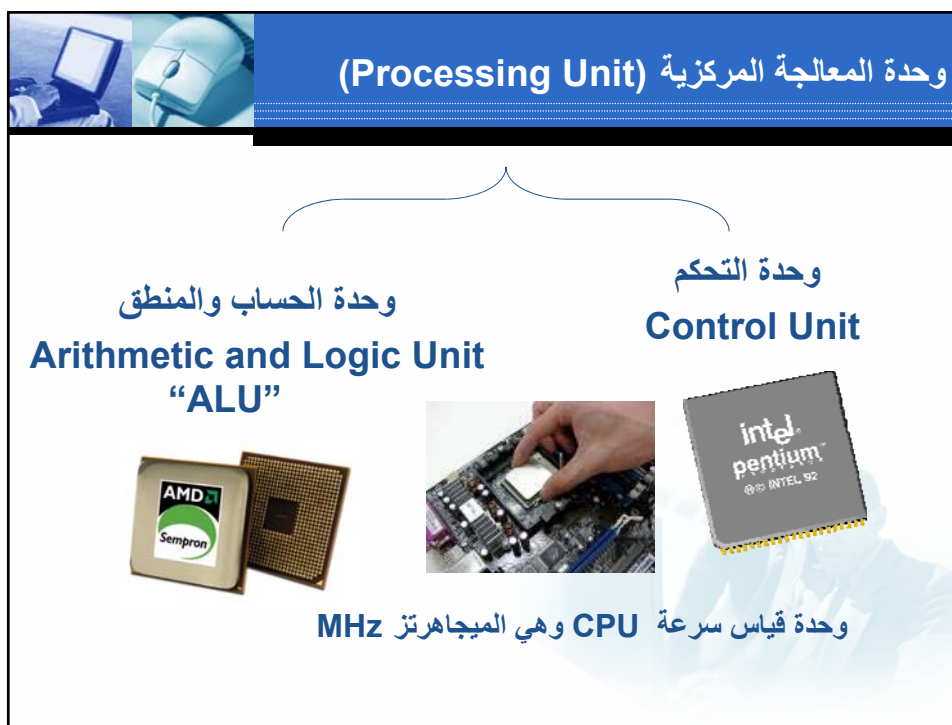 وحدة المعالجة المركزية (Processing Unit)
وحدة التحكم
Control Unit
وحدة الحساب والمنطق
Arithmetic and Logic Unit
“ALU”
AMD
Sempron
intel.
pentium
INTEL '92
وحدة قياس سرعة CPU وهي الميجاهرتز MHz